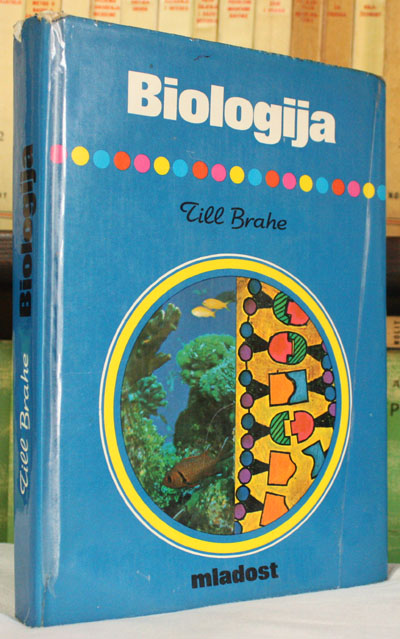 Biologija
Till Brahe
mladost
Till Brahe Biologija